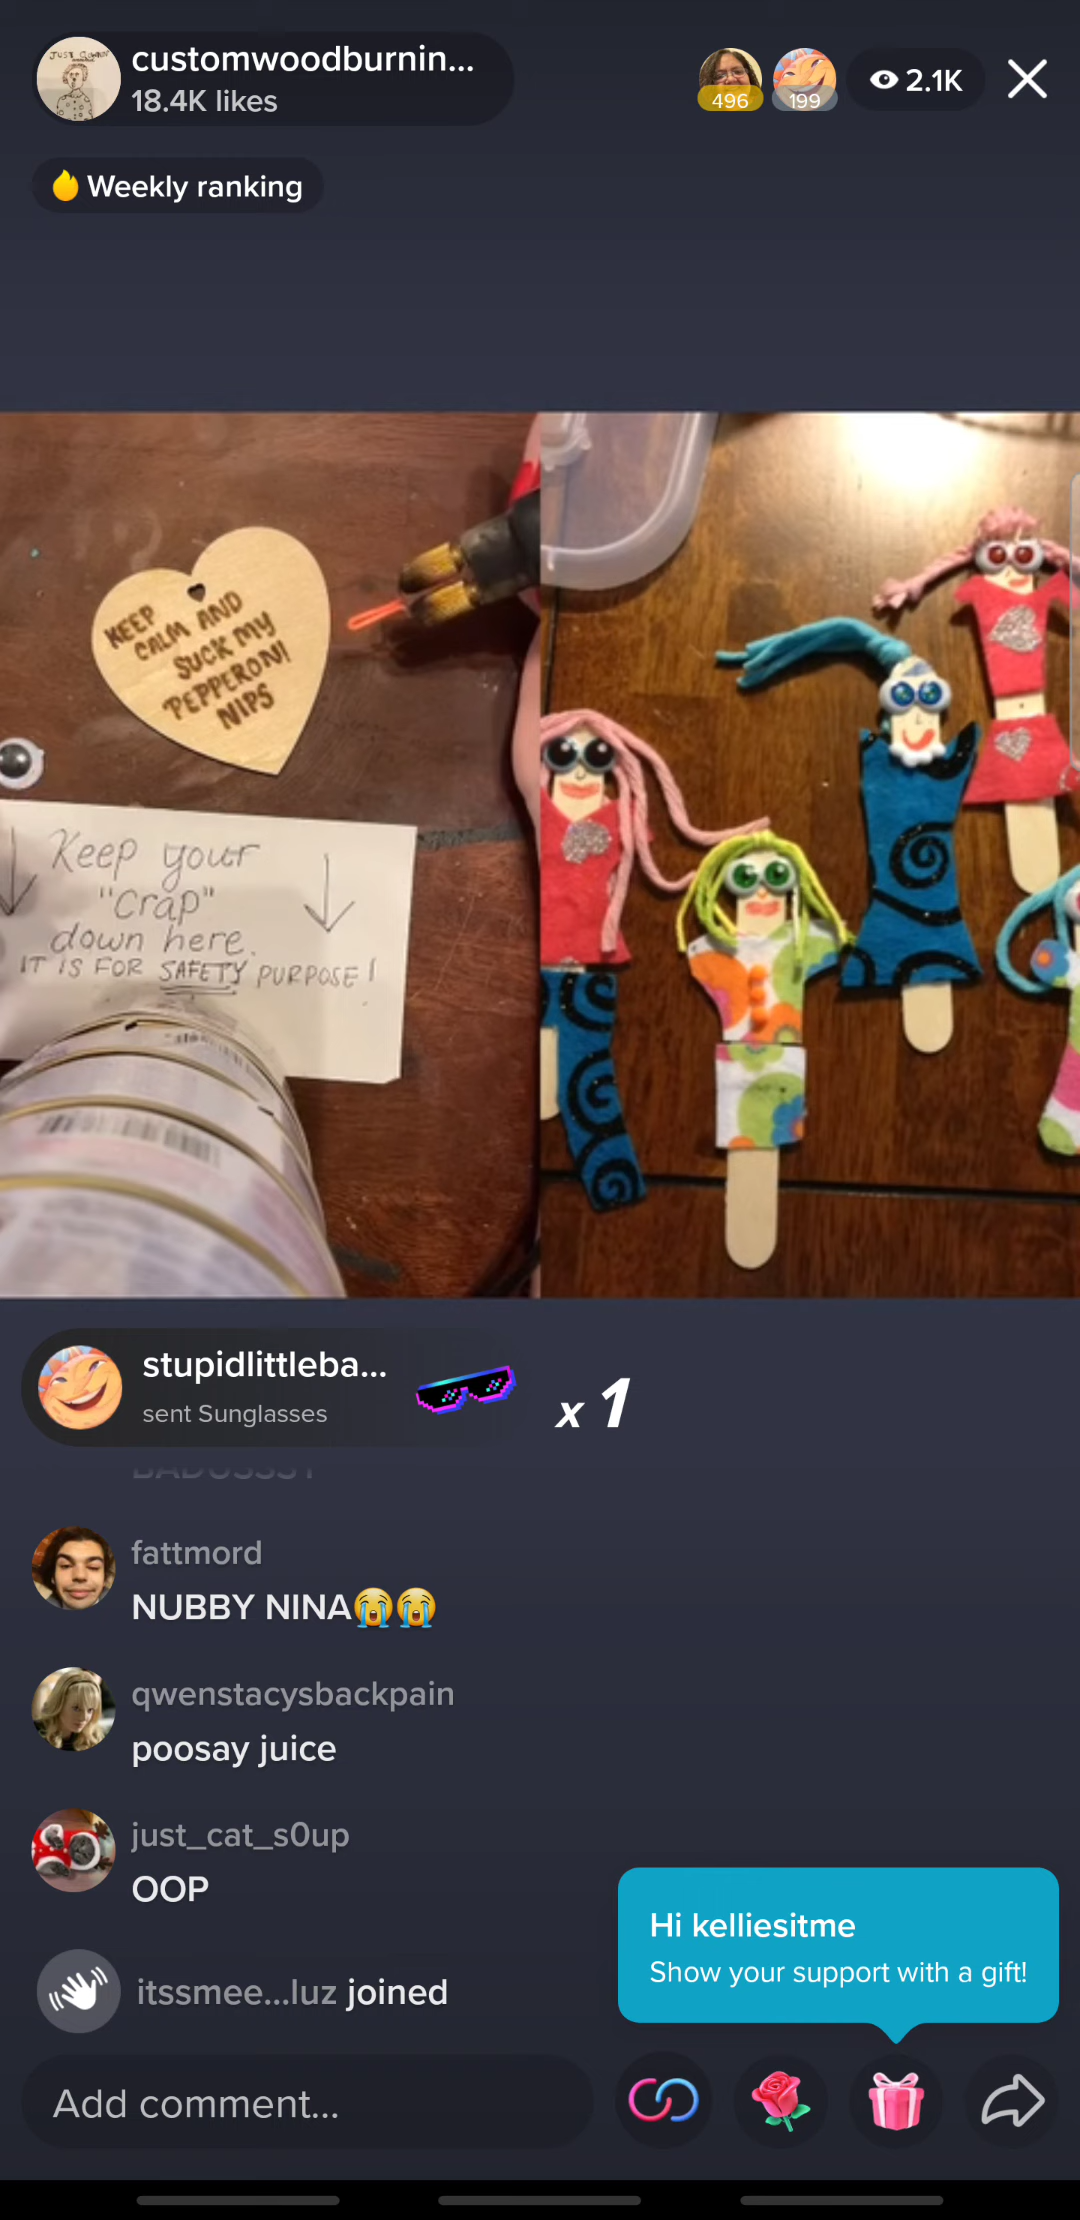 customwoodburnin...
18.4K likes
496
199
2.1K
Weekly ranking
KEEP
CALM AND
SUCK MY
PEPPERONI
NIPS
Keep your
"Crap"
down here.
IT IS FOR SAFETY PURPOSE!
stupidlittleba...
sent Sunglasses
x 1
fattmord
NUBBY NINA😭😭
qwenstacysbackpain
poosay juice
just_cat_s0up
OOP
itssmee...luz joined
Hi kelliesitme
Show your support with a gift!
Add comment...